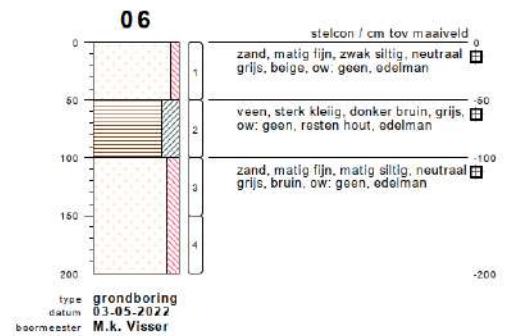 06
stelcon / cm tov maaiveld
0
0
zand, matig fijn, zwak siltig, neutraal
grijs, beige, ow: geen, edelman
1
50
-50
veen, sterk kleiig, donker bruin, grijs,
ow: geen, resten hout, edelman
2
100
-100
zand, matig fijn, matig siltig, neutraal
grijs, bruin, ow: geen, edelman
3
150
4
200
-200
type grondboring
datum 03-05-2022
boormeester M.k. Visser